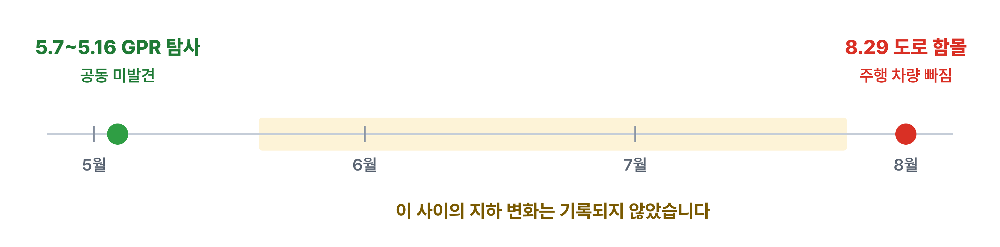 5.7~5.16 GPR 탐사
공동 미발견
8.29 도로 함몰
주행 차량 빠짐
5월
6월
7월
8월
이 사이의 지하 변화는 기록되지 않았습니다